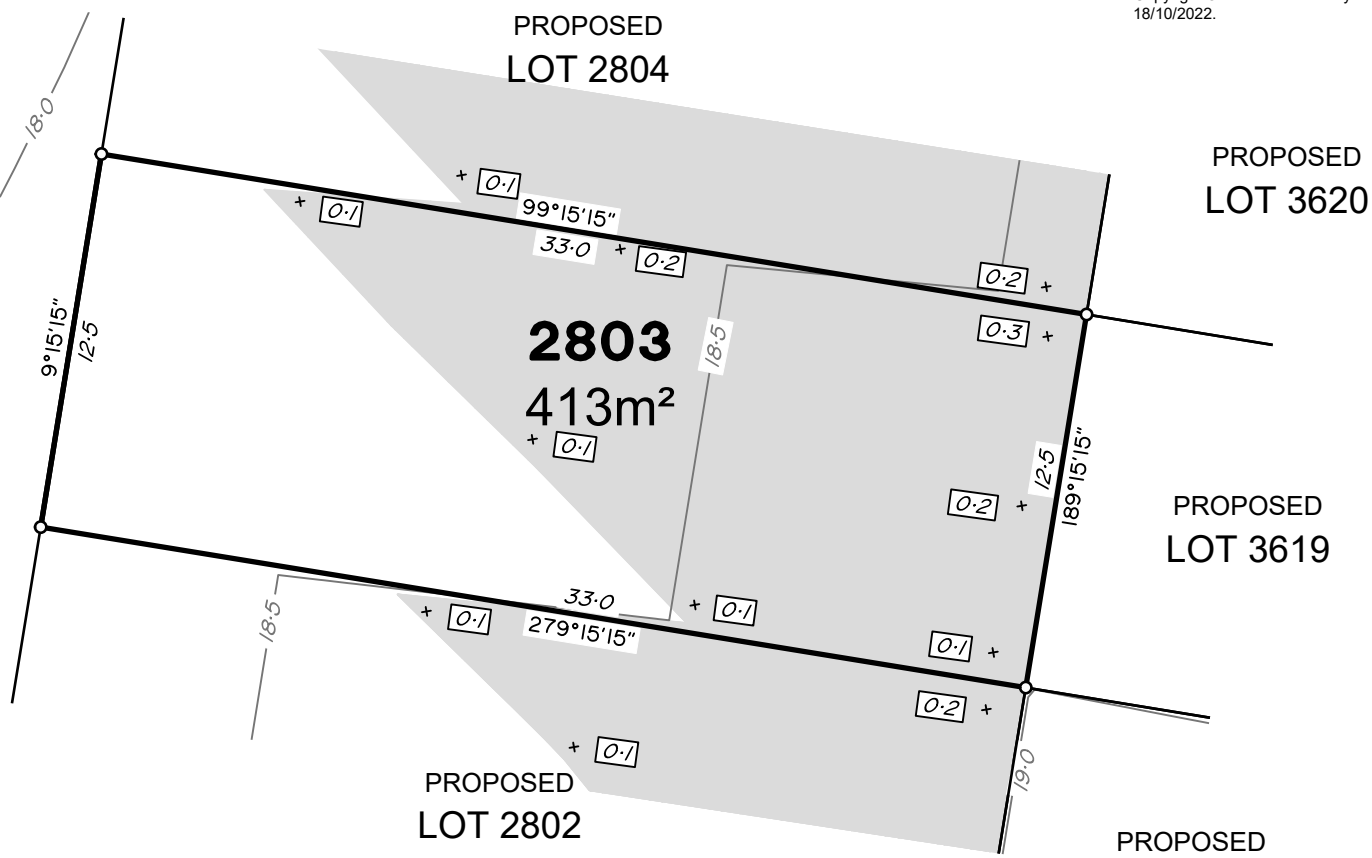 18/10/2022.
PROPOSED
LOT 2804
18·0
PROPOSED
LOT 3620
0·1
0·1
99°15'15"
33·0
0·2
0·2
0·3
9°15'15"
12·5
2803
413m²
18·5
0·1
12·5
189°15'15"
0·2
PROPOSED
LOT 3619
33·0
279°15'15"
0·1
0·1
18·5
0·1
0·2
0·1
19·0
PROPOSED
LOT 2802
PROPOSED